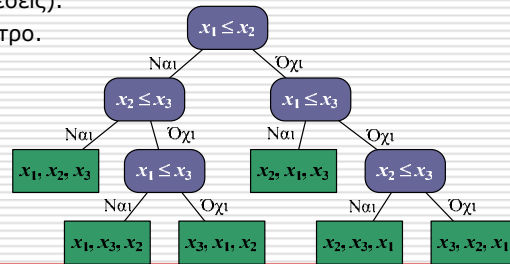 εσεις).
τρο.
x₁ ≤ x₂
Ναι Όχι
x₂ ≤ x₃ x₁ ≤ x₃
Ναι Όχι Ναι Όχι
x₁, x₂, x₃ x₁ ≤ x₃ x₂, x₁, x₃ x₂ ≤ x₃
Ναι Όχι Ναι Όχι
x₁, x₃, x₂ x₃, x₁, x₂ x₂, x₃, x₁ x₃, x₂, x₁